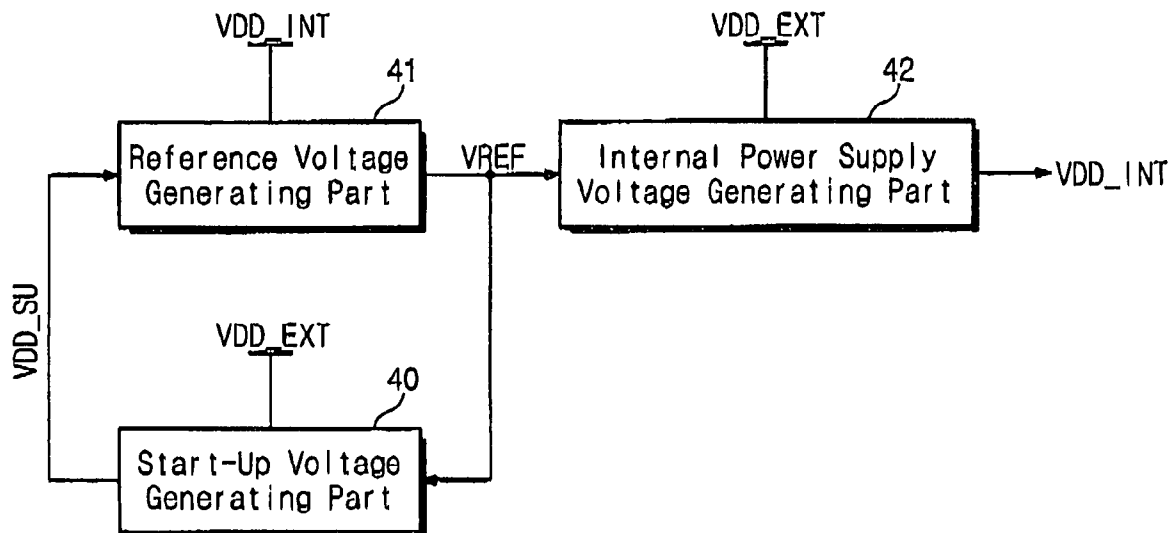 VDD_INT
VDD_EXT
41
42
Reference Voltage
Generating Part
VREF
Internal Power Supply
Voltage Generating Part
VDD_INT
VDD_SU
VDD_EXT
40
Start-Up Voltage
Generating Part